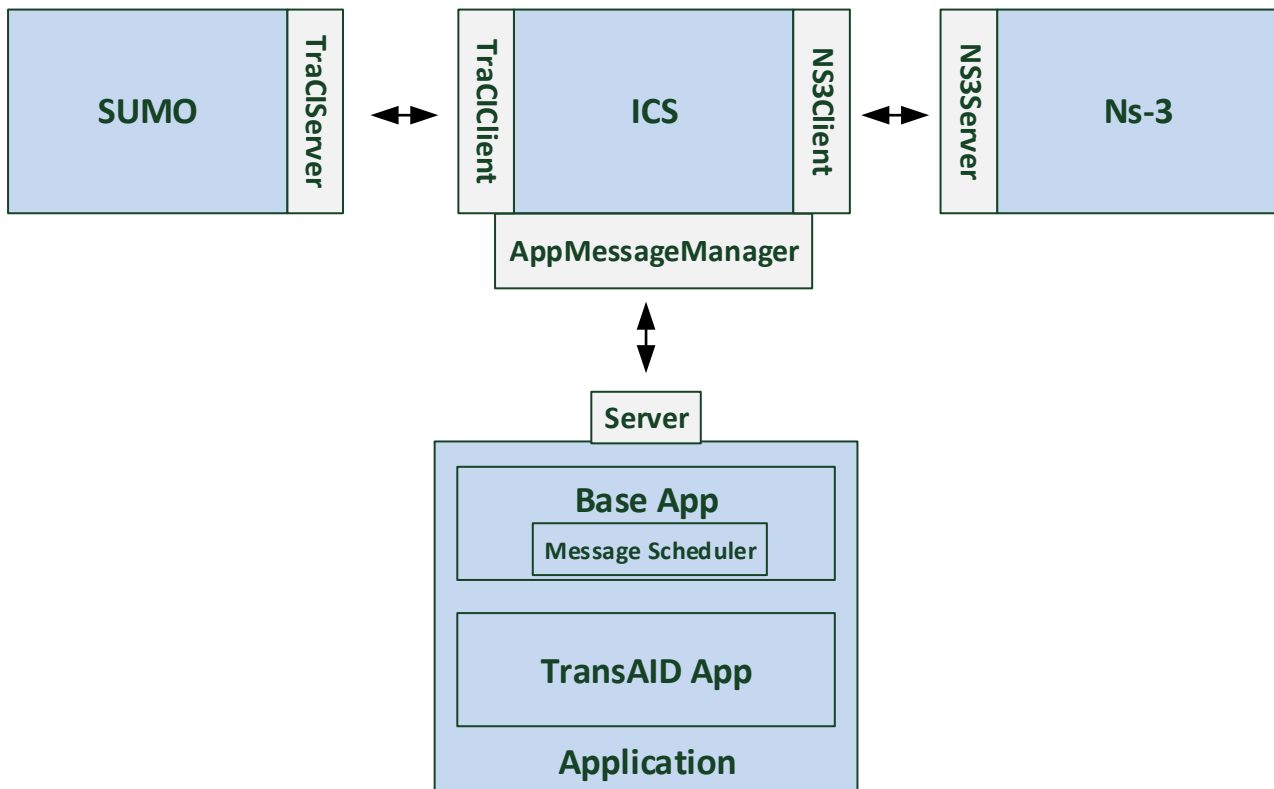 SUMO
TraCIServer
TraCIClient
ICS
NS3Client
NS3Server
Ns-3
AppMessageManager
Server
Base App
Message Scheduler
TransAID App
Application